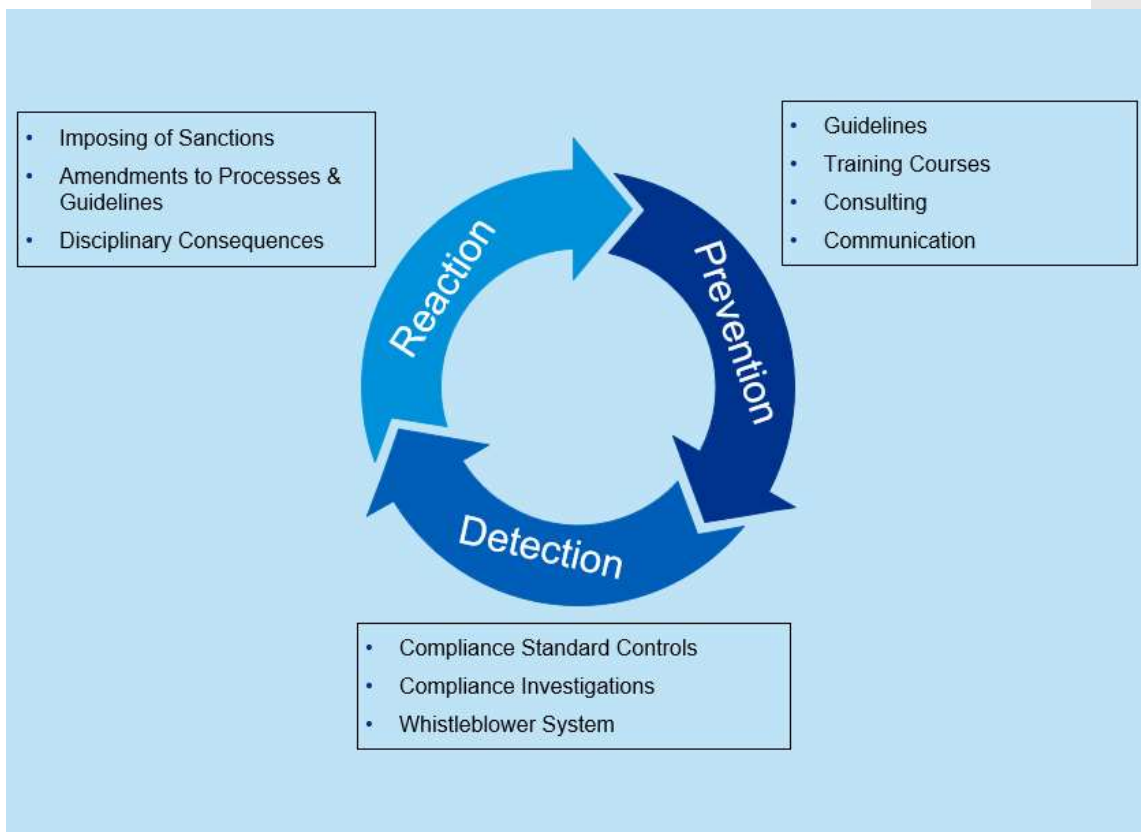 • Imposing of Sanctions
• Amendments to Processes &
Guidelines
• Disciplinary Consequences
• Guidelines
• Training Courses
• Consulting
• Communication
Reaction
Prevention
Detection
• Compliance Standard Controls
• Compliance Investigations
• Whistleblower System